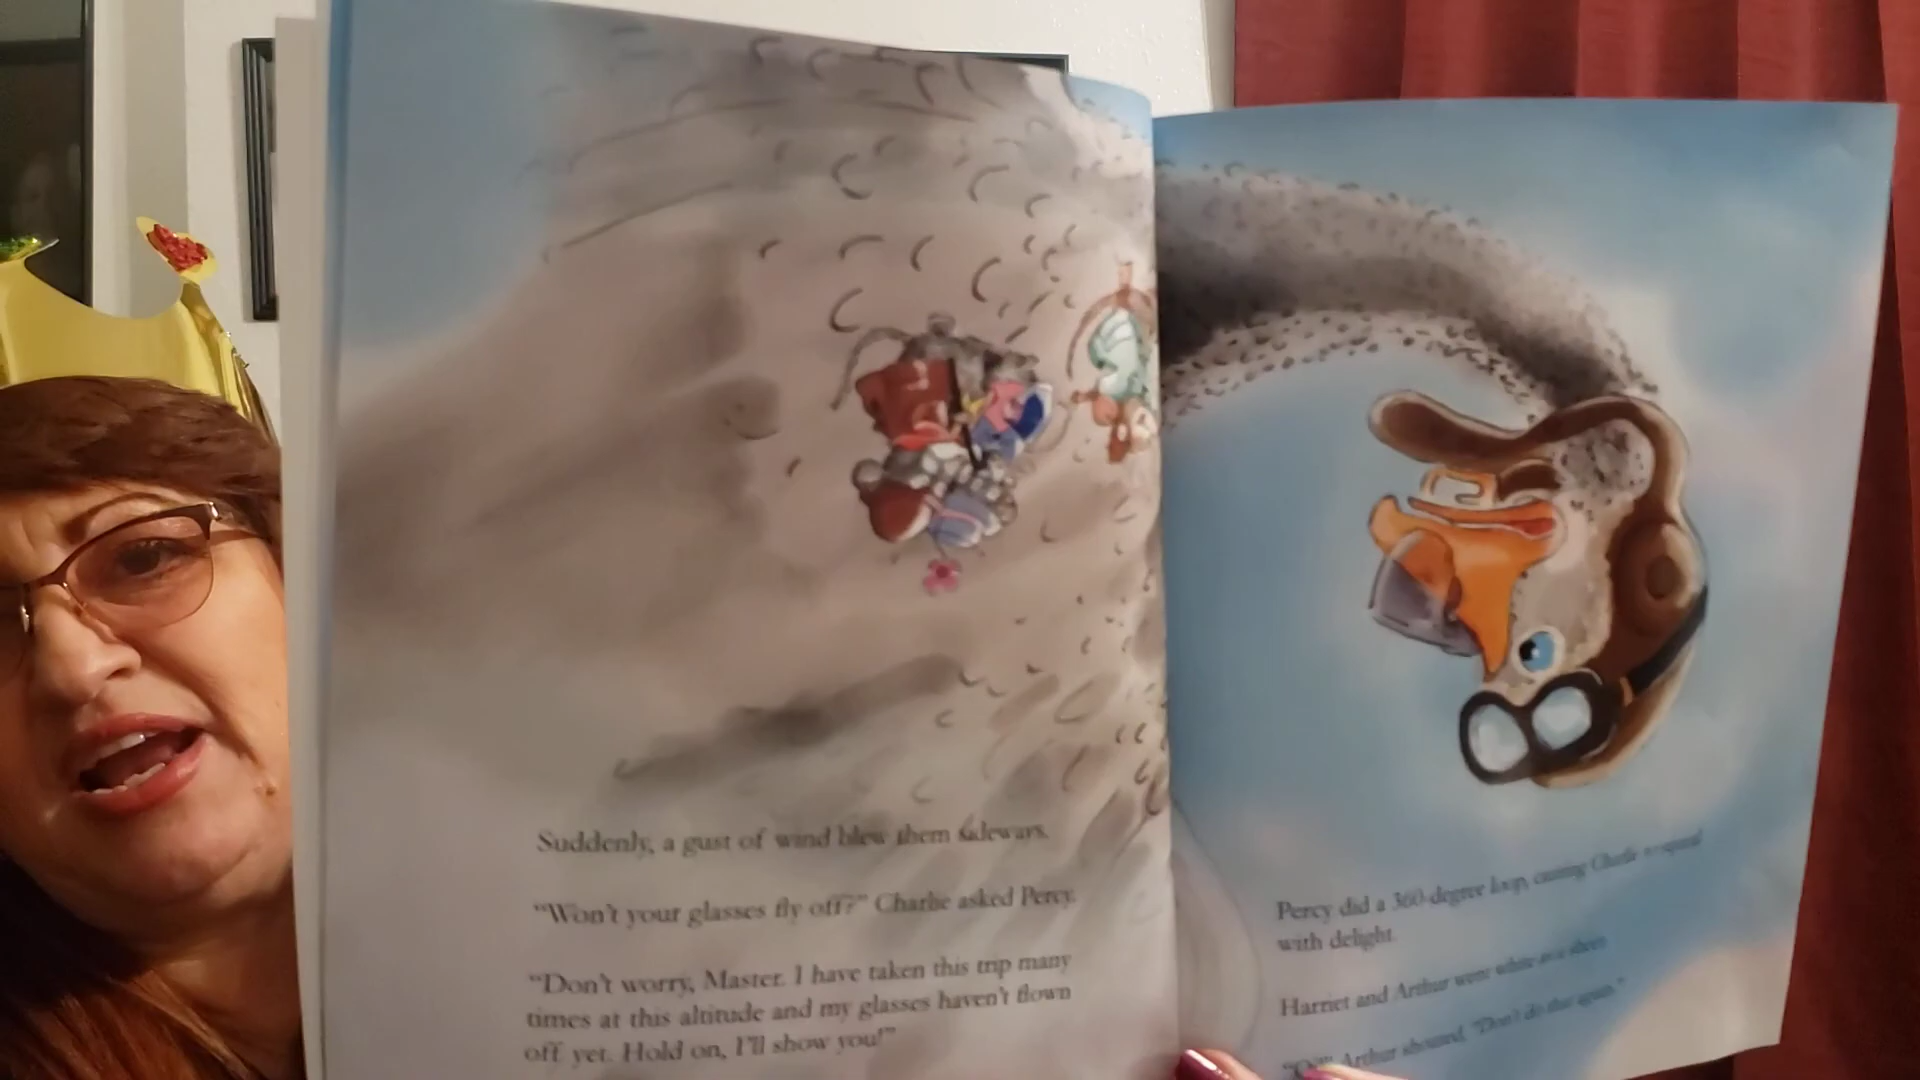 Suddenly, a gust of wind blew them sideways.
“Won’t your glasses fly off?” Charlie asked Percy.
“Don’t worry, Master. I have taken this trip many
times at this altitude and my glasses haven’t flown
off yet. Hold on, I’ll show you!”
Percy did a 360-degree loop, causing Charlie to squeal
with delight.
Harriet and Arthur went white as a sheet.
Arthur shouted, “Don’t do that again.”